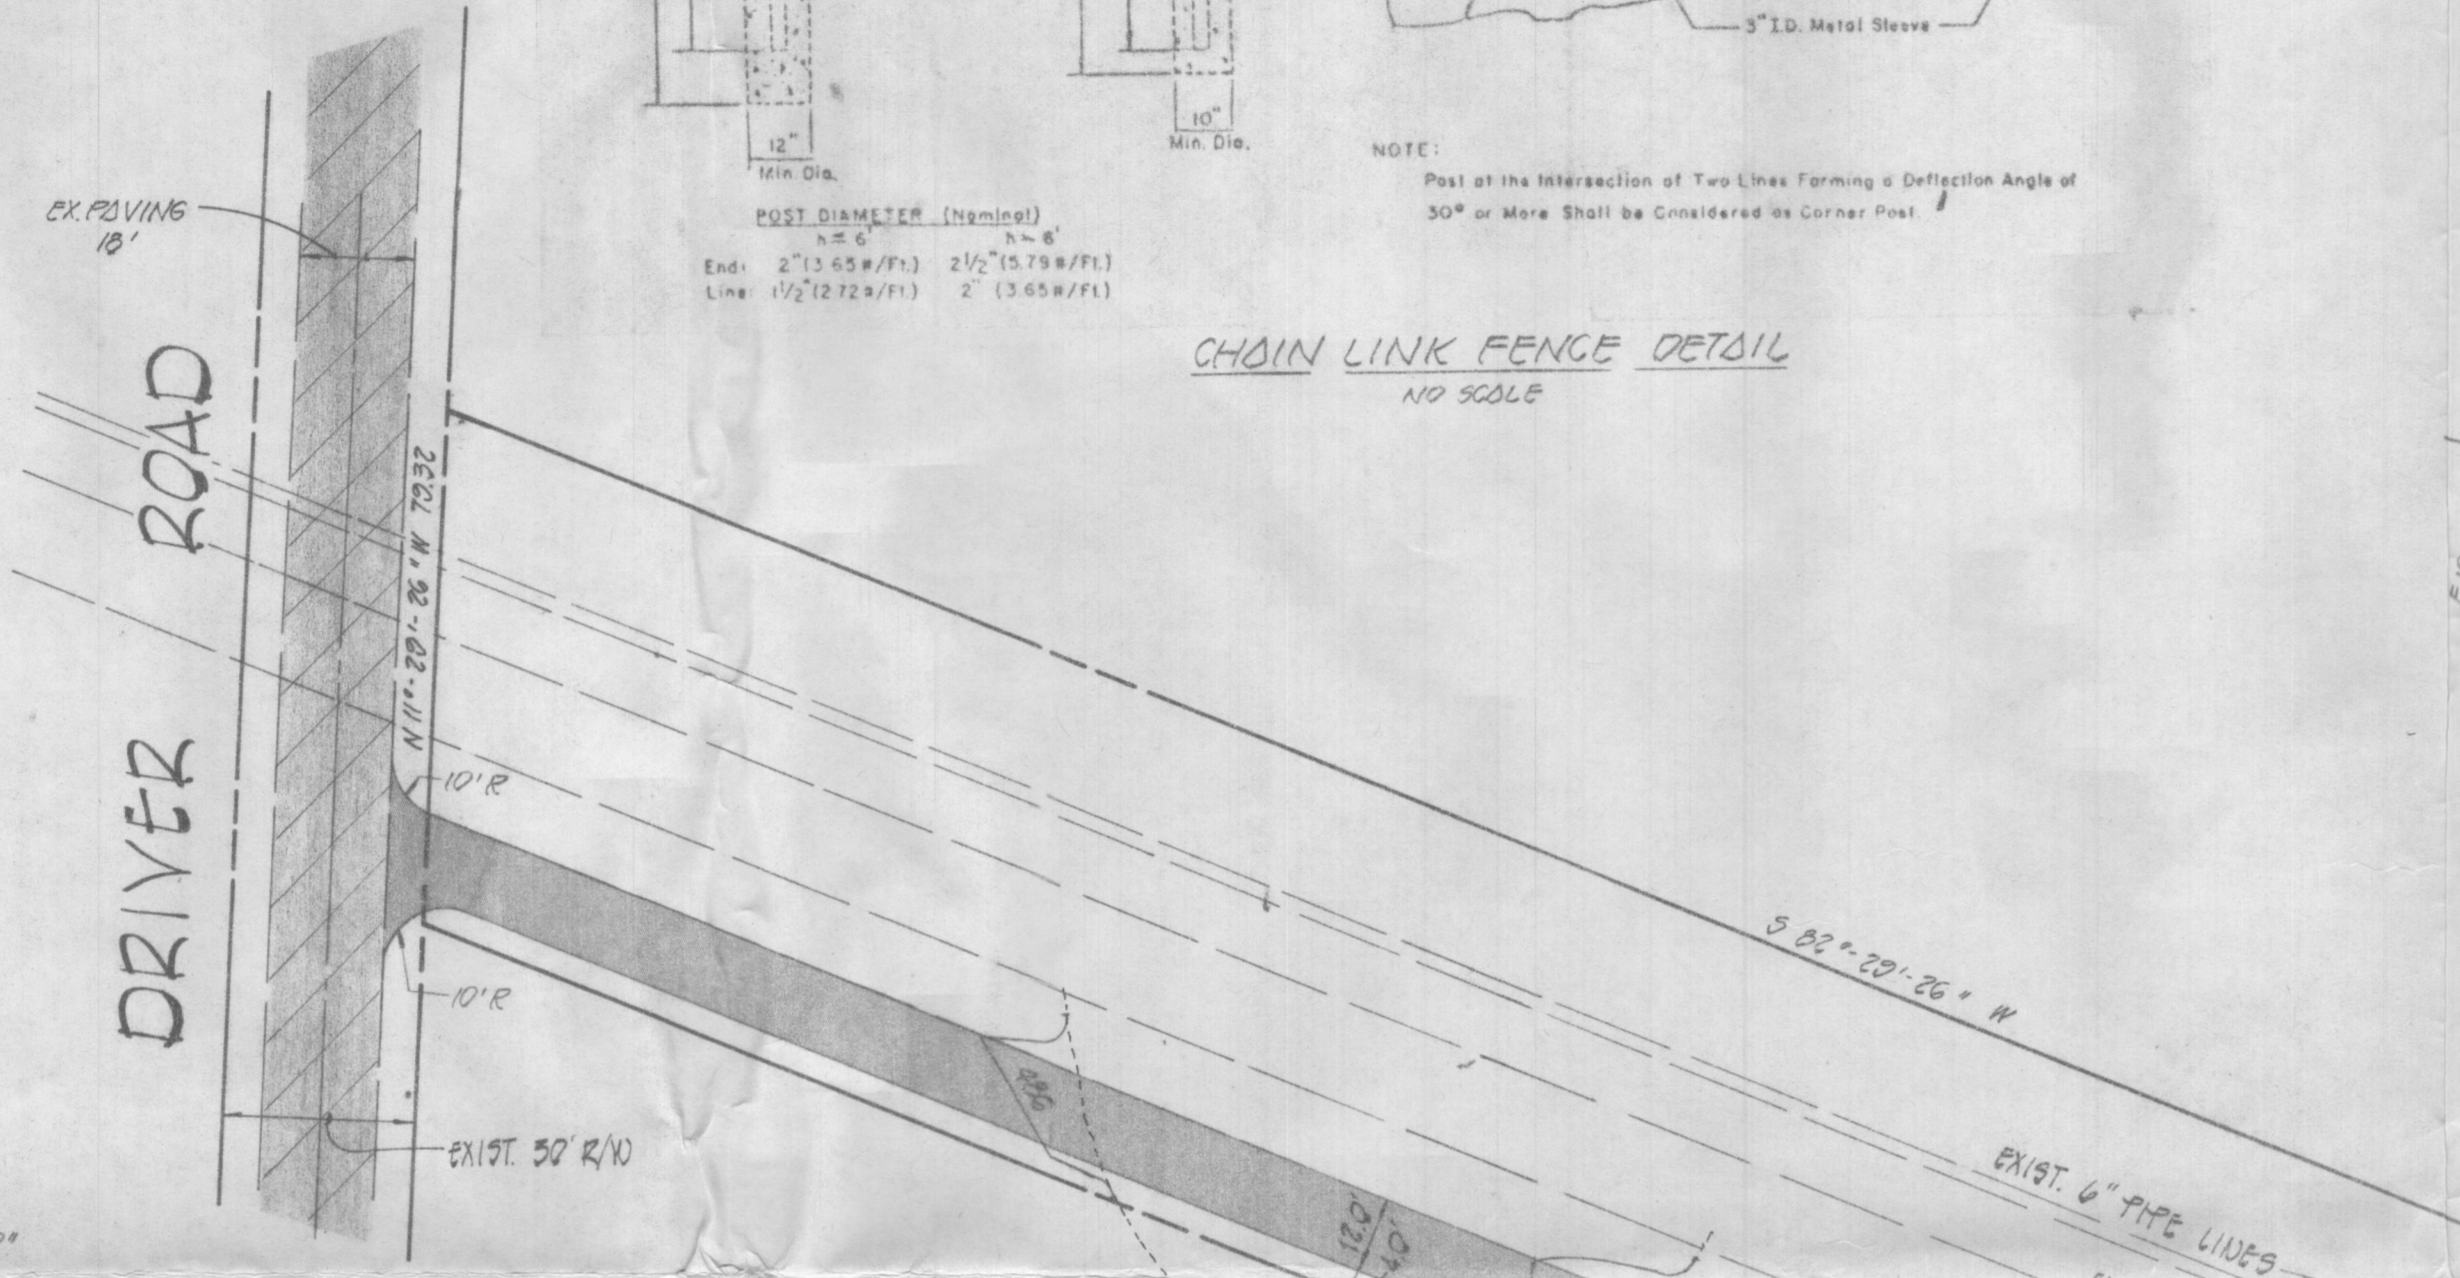 3" I.D. Metal Sleeve
12"
Min. Dia.
10"
Min. Dia.
NOTE:
Post at the Intersection of Two Lines Forming a Deflection Angle of
30° or More Shall be Considered as Corner Post.
EX. PAVING
18'
POST DIAMETER (Nominal)
h = 6' h = 8'
End: 2" (3.65 #/Ft.) 2 1/2" (5.79 #/Ft.)
Line: 1 1/2" (2.72 #/Ft.) 2" (3.65 #/Ft.)
CHAIN LINK FENCE DETAIL
NO SCALE
DRIVER ROAD
N 11°-29'-26" W 79.32
10' R
10' R
S 82°-29'-26" W
EXIST. 30' R/W
496
12.0'
EXIST. 6" PIPE LINES